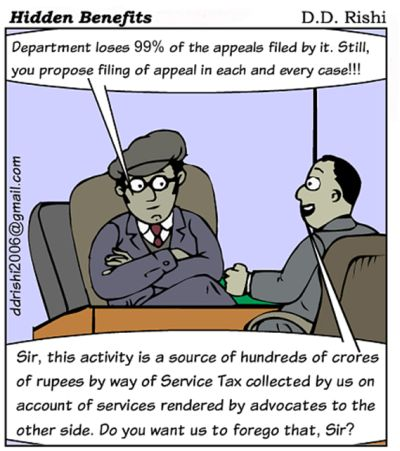 Hidden Benefits D.D. Rishi
Department loses 99% of the appeals filed by it. Still,
you propose filing of appeal in each and every case!!!
ddrishi2006@gmail.com
Sir, this activity is a source of hundreds of crores
of rupees by way of Service Tax collected by us on
account of services rendered by advocates to the
other side. Do you want us to forego that, Sir?